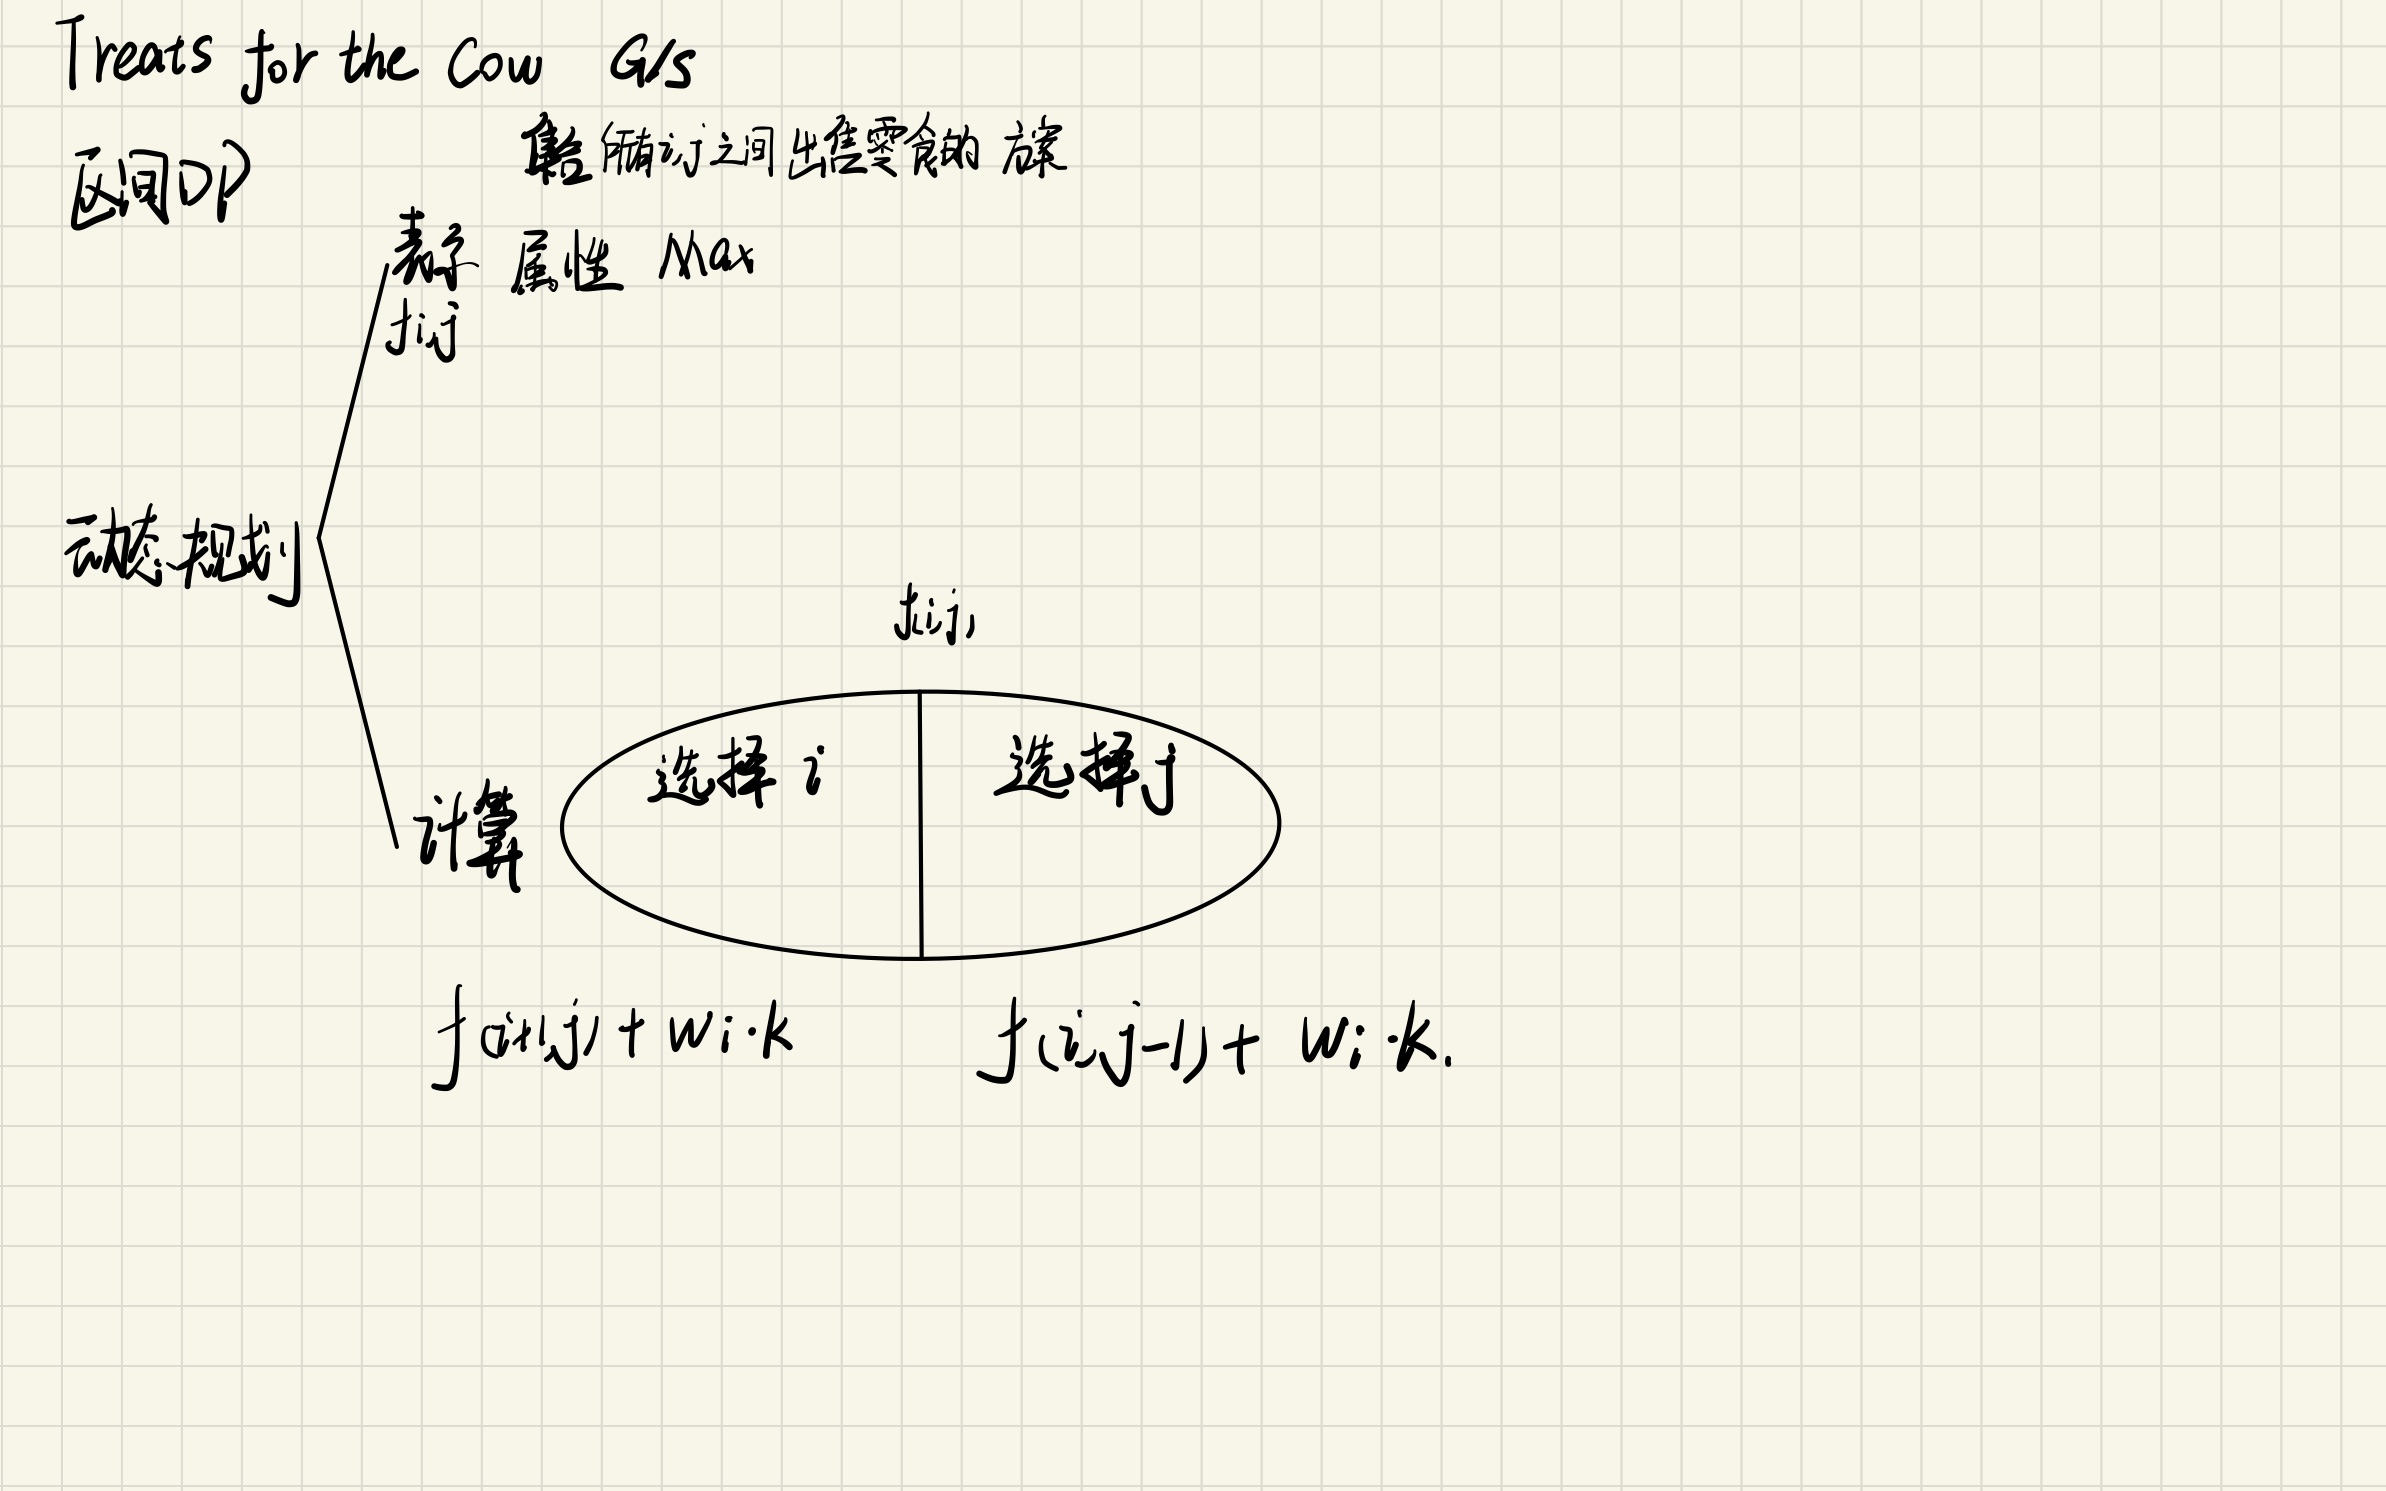 Treats for the Cow G/S
区间DP
集合 所有i,j之间 出售零食的 方案
表示 属性 Max
fij
动态规划
f(i,j)
选择 i 选择 j
计算
f(i+1,j) + wi·k f(i,j-1) + wi·k.